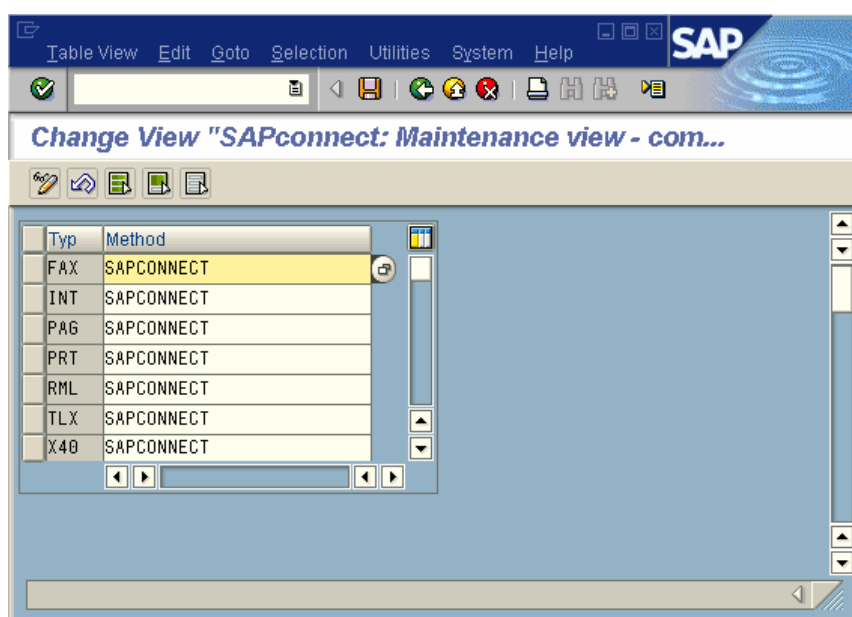 Table View Edit Goto Selection Utilities System Help
SAP
Change View "SAPconnect: Maintenance view - com...
Typ Method
FAX SAPCONNECT
INT SAPCONNECT
PAG SAPCONNECT
PRT SAPCONNECT
RML SAPCONNECT
TLX SAPCONNECT
X40 SAPCONNECT